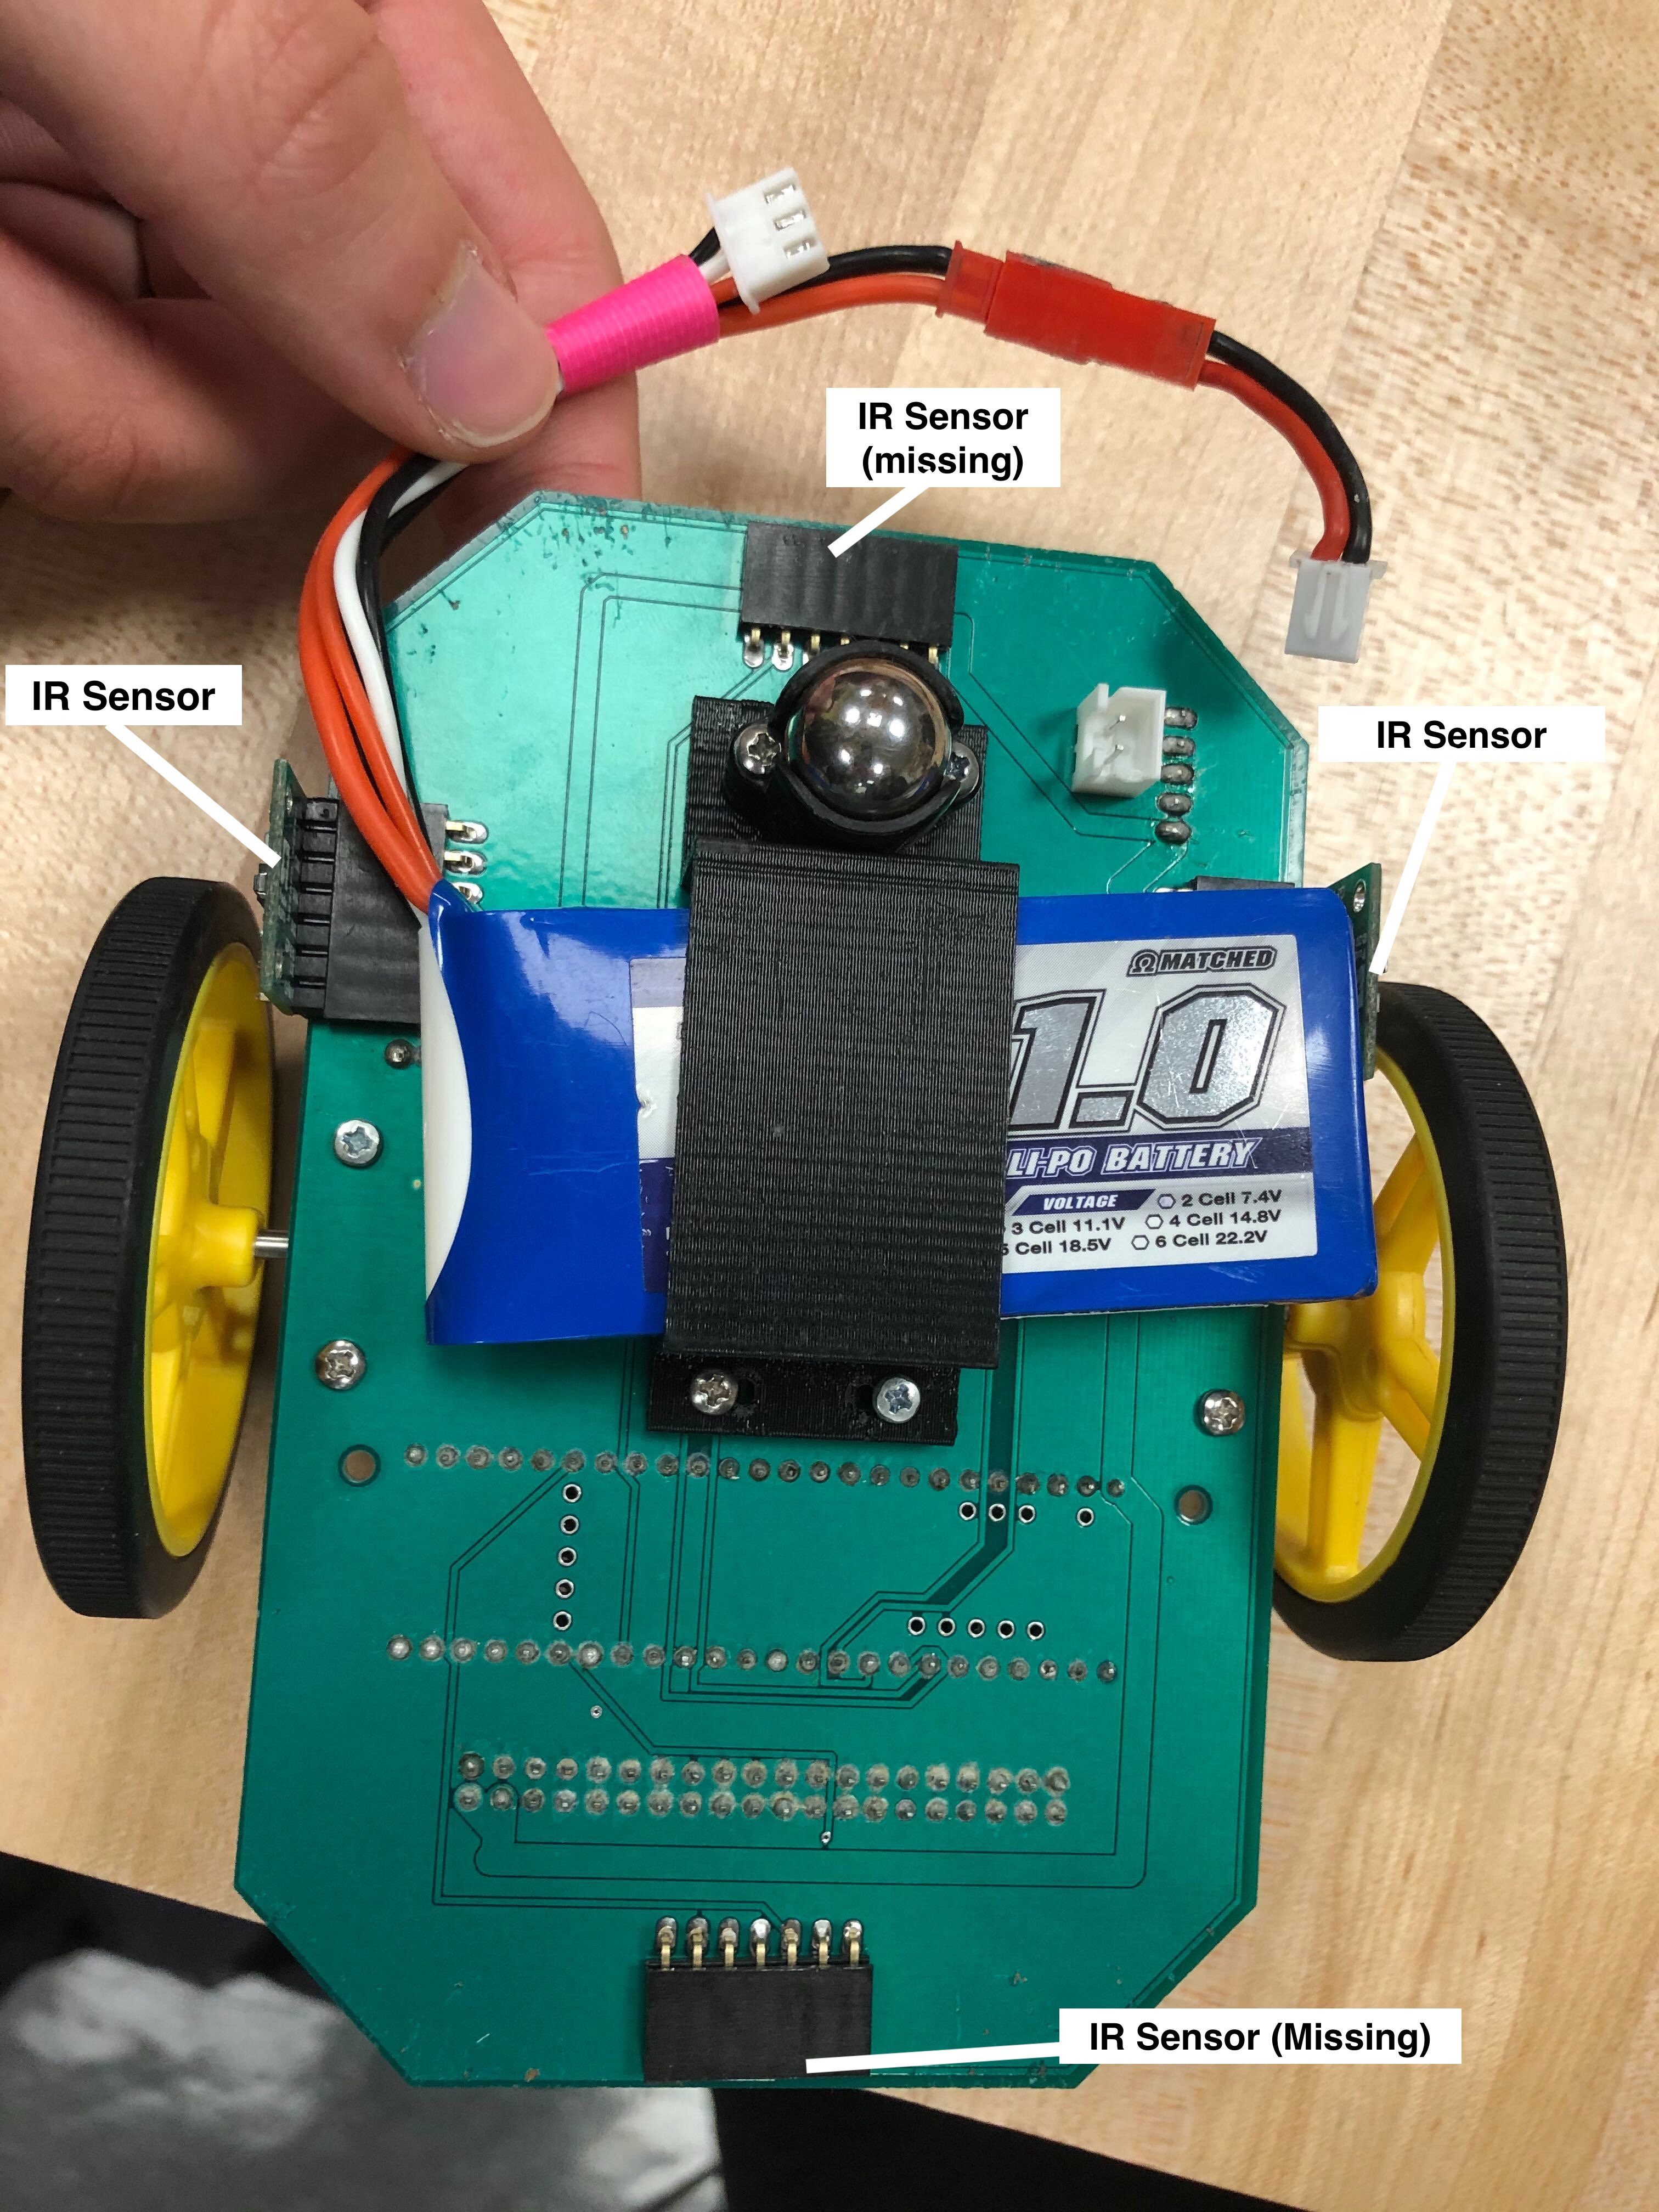 IR Sensor
(missing)
IR Sensor
IR Sensor
Ω MATCHED
1.0
LI-PO BATTERY
VOLTAGE
2 Cell 7.4V
3 Cell 11.1V
4 Cell 14.8V
Cell 18.5V
6 Cell 22.2V
IR Sensor (Missing)